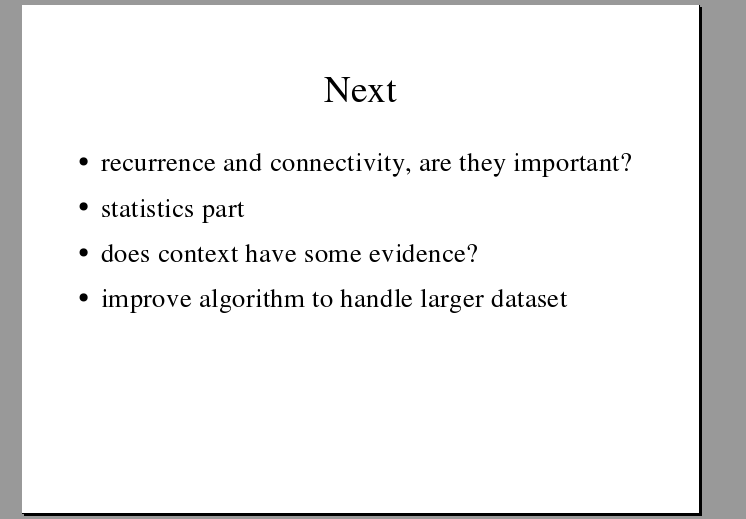 Next
• recurrence and connectivity, are they important?
• statistics part
• does context have some evidence?
• improve algorithm to handle larger dataset